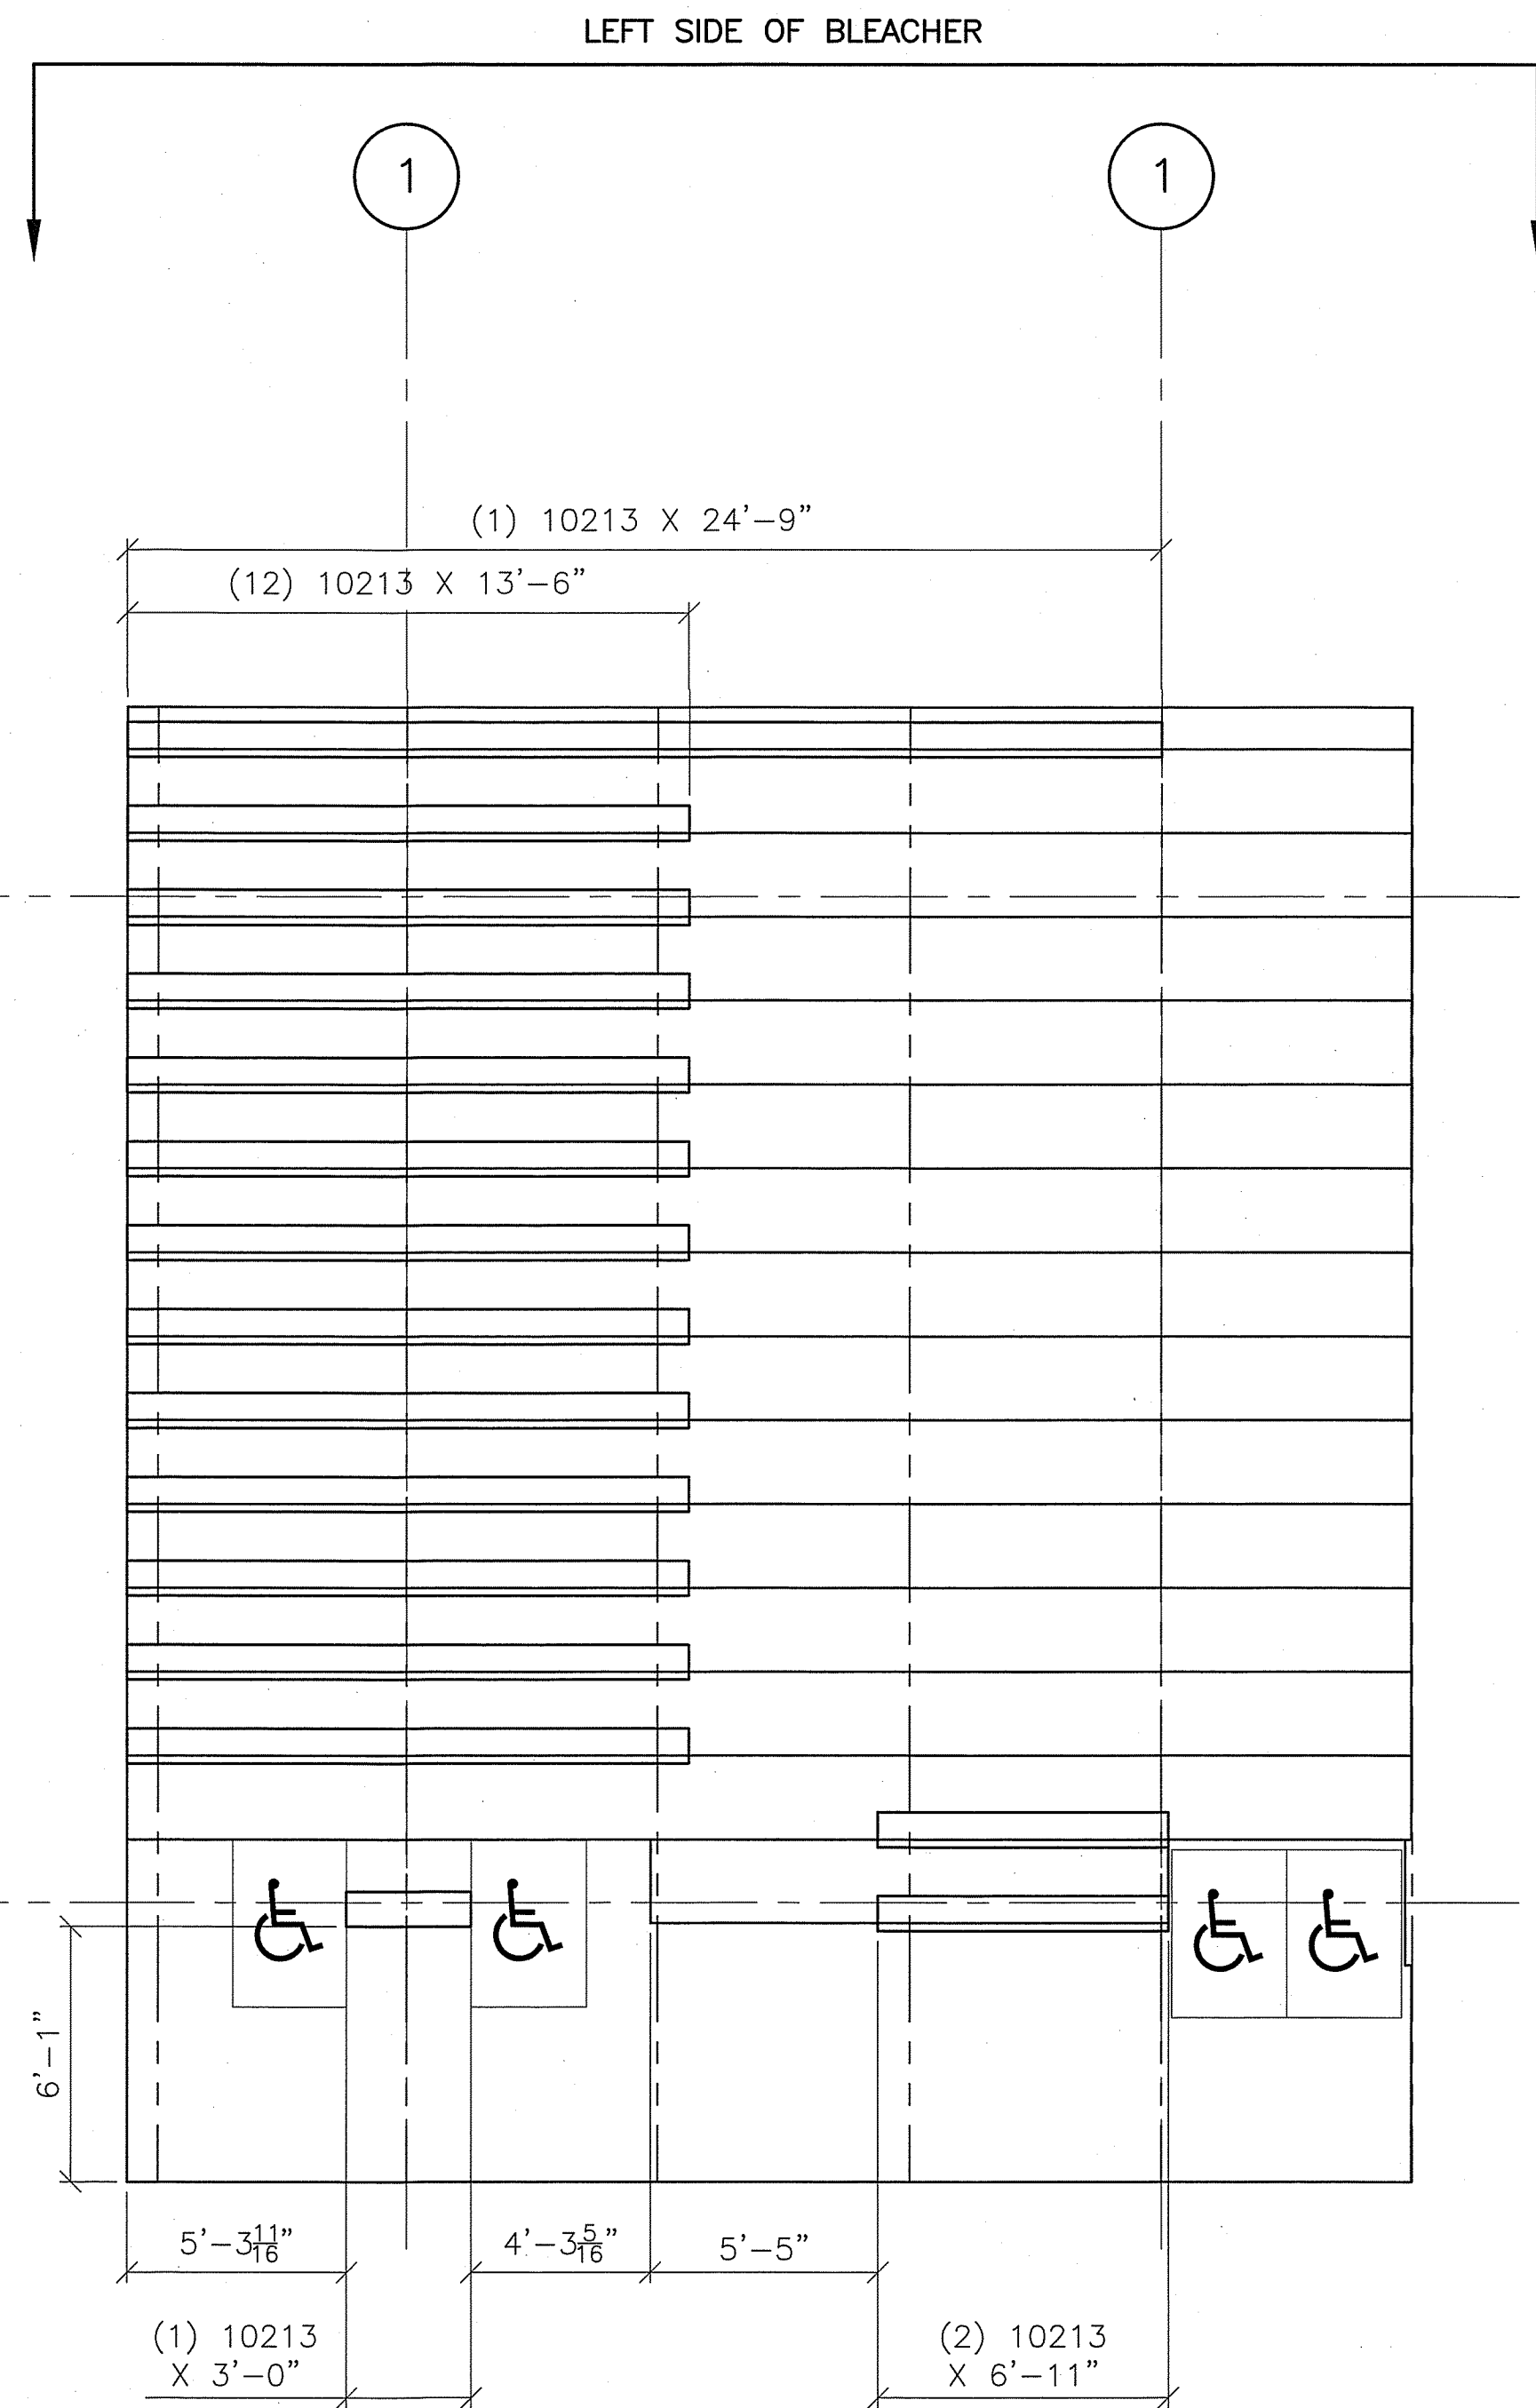 LEFT SIDE OF BLEACHER
1
1
(1) 10213 X 24'-9"
(12) 10213 X 13'-6"
6'-1"
5'-3 11/16"
4'-3 5/16"
5'-5"
(1) 10213
X 3'-0"
(2) 10213
X 6'-11"